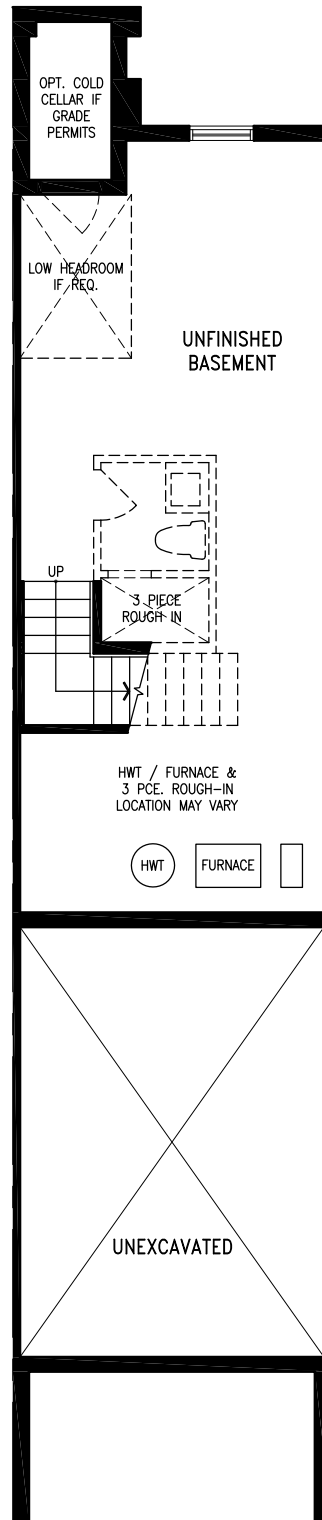 OPT. COLD
CELLAR IF
GRADE
PERMITS
LOW HEADROOM
IF REQ.
UNFINISHED
BASEMENT
UP
3 PIECE
ROUGH IN
HWT / FURNACE &
3 PCE. ROUGH-IN
LOCATION MAY VARY
HWT
FURNACE
UNEXCAVATED